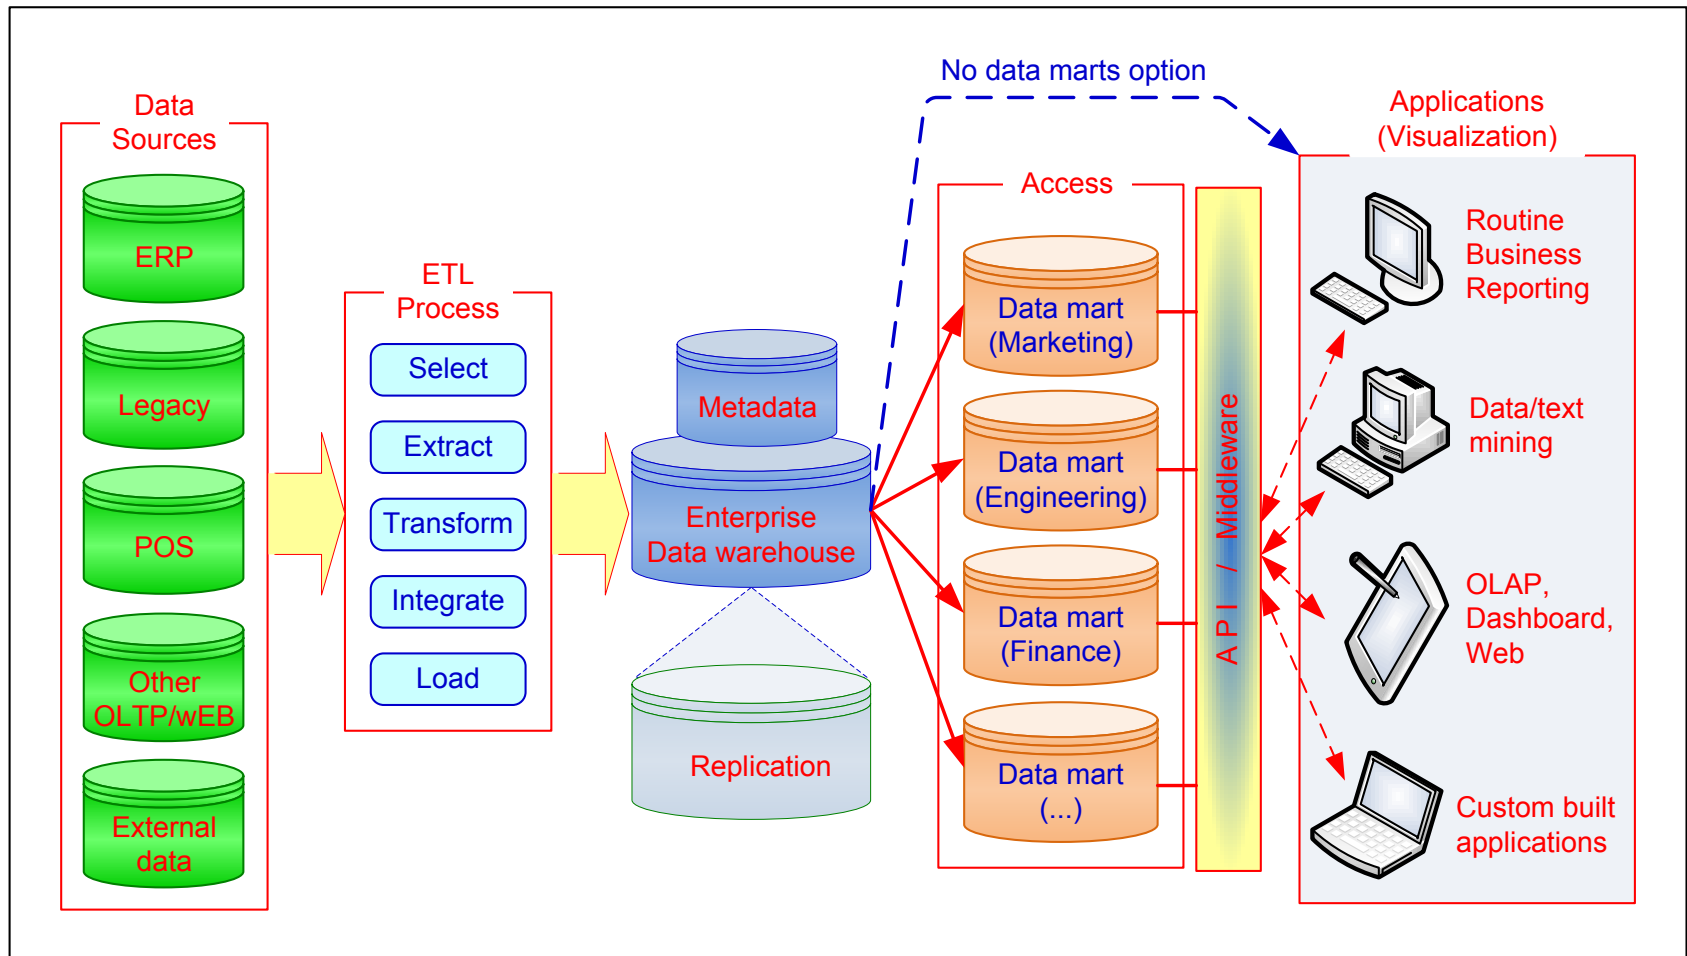 Data
Sources
ERP
Legacy
POS
Other
OLTP/wEB
External
data
ETL
Process
Select
Extract
Transform
Integrate
Load
Metadata
Enterprise
Data warehouse
Replication
No data marts option
Access
Data mart
(Marketing)
Data mart
(Engineering)
Data mart
(Finance)
Data mart
(...)
API / Middleware
Applications
(Visualization)
Routine
Business
Reporting
Data/text
mining
OLAP,
Dashboard,
Web
Custom built
applications